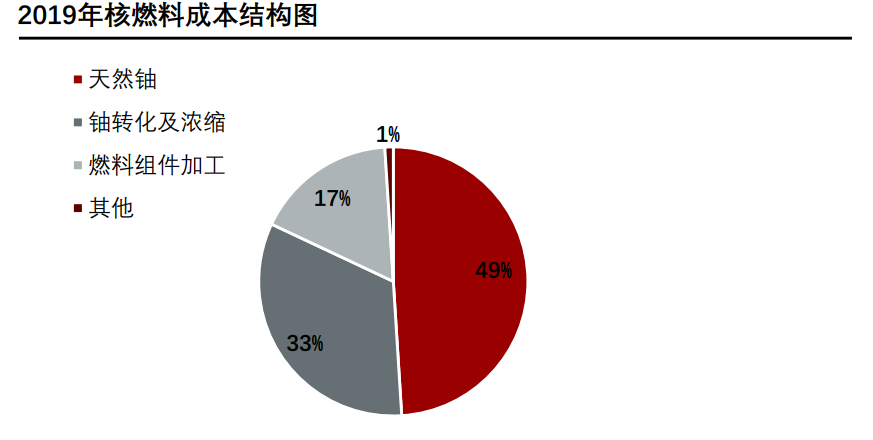 2019年核燃料成本结构图
天然铀
铀转化及浓缩
燃料组件加工
其他
1%
17%
49%
33%